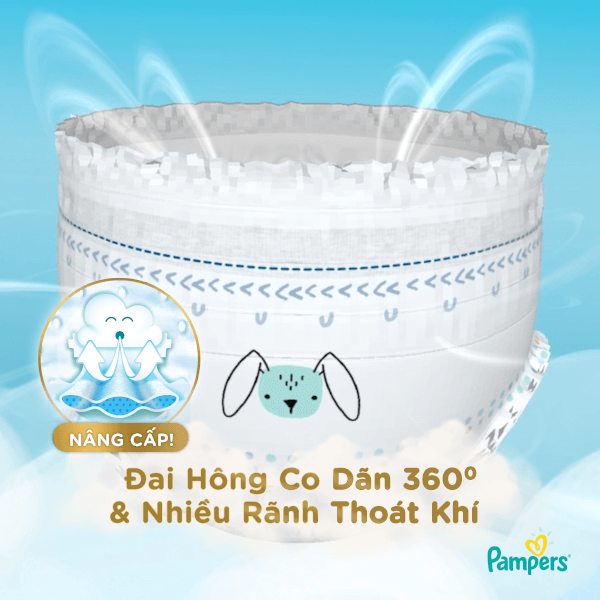 NÂNG CẤP!
Đai Hông Co Dãn 360⁰
& Nhiều Rãnh Thoát Khí
Pampers